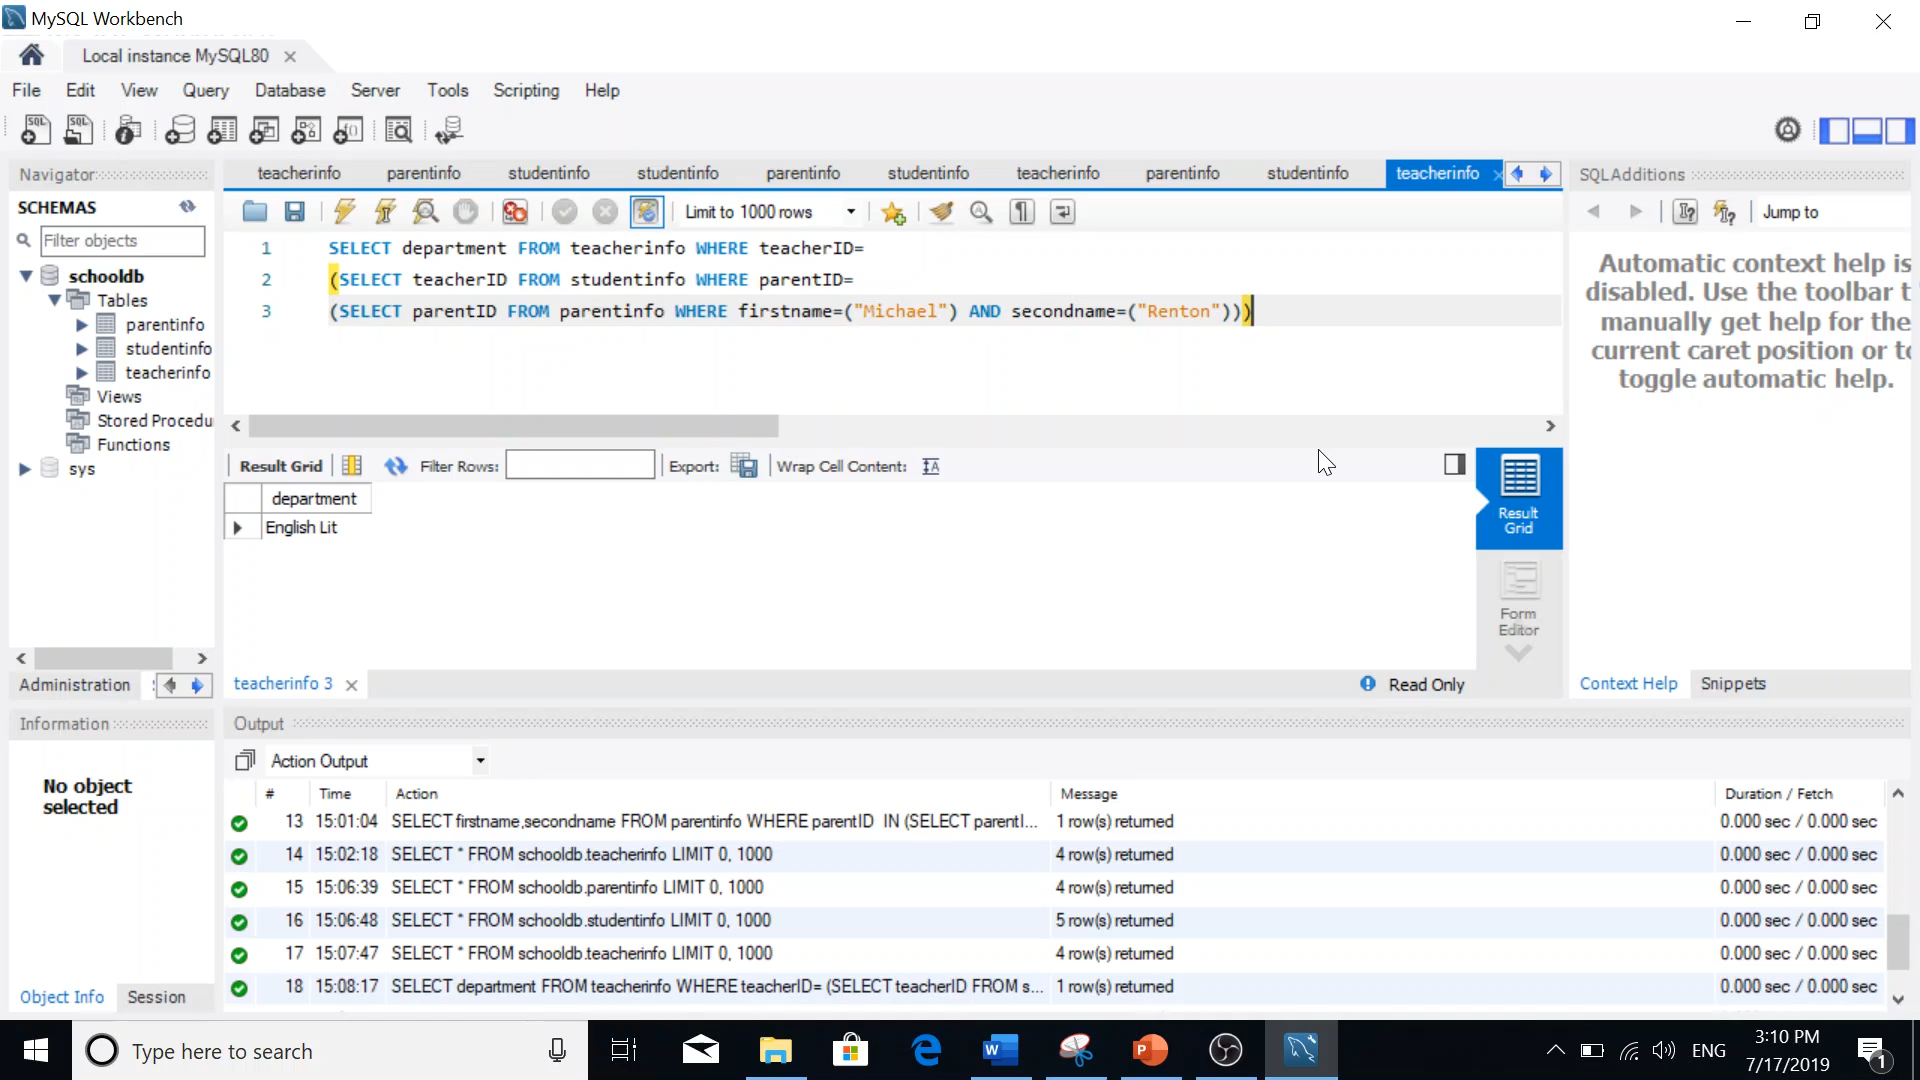 MySQL Workbench
Local instance MySQL80
File Edit View Query Database Server Tools Scripting Help
Navigator
teacherinfo parentinfo studentinfo studentinfo parentinfo studentinfo teacherinfo parentinfo studentinfo teacherinfo
SQLAdditions
SCHEMAS
Limit to 1000 rows
Jump to
Filter objects
schooldb
Tables
parentinfo
studentinfo
teacherinfo
Views
Stored Procedu
Functions
sys
1 SELECT department FROM teacherinfo WHERE teacherID=
2 (SELECT teacherID FROM studentinfo WHERE parentID=
3 (SELECT parentID FROM parentinfo WHERE firstname=("Michael") AND secondname=("Renton")))
Automatic context help is
disabled. Use the toolbar t
manually get help for the
current caret position or to
toggle automatic help.
Result Grid Filter Rows: Export: Wrap Cell Content:
department
English Lit
Result
Grid
Form
Editor
Administration
teacherinfo 3
Read Only
Context Help Snippets
Information
No object
selected
Object Info Session
Output
Action Output
# Time Action Message Duration / Fetch
13 15:01:04 SELECT firstname,secondname FROM parentinfo WHERE parentID IN (SELECT parentI... 1 row(s) returned 0.000 sec / 0.000 sec
14 15:02:18 SELECT * FROM schooldb.teacherinfo LIMIT 0, 1000 4 row(s) returned 0.000 sec / 0.000 sec
15 15:06:39 SELECT * FROM schooldb.parentinfo LIMIT 0, 1000 4 row(s) returned 0.000 sec / 0.000 sec
16 15:06:48 SELECT * FROM schooldb.studentinfo LIMIT 0, 1000 5 row(s) returned 0.000 sec / 0.000 sec
17 15:07:47 SELECT * FROM schooldb.teacherinfo LIMIT 0, 1000 4 row(s) returned 0.000 sec / 0.000 sec
18 15:08:17 SELECT department FROM teacherinfo WHERE teacherID= (SELECT teacherID FROM s... 1 row(s) returned 0.000 sec / 0.000 sec
Type here to search
ENG
3:10 PM
7/17/2019
1